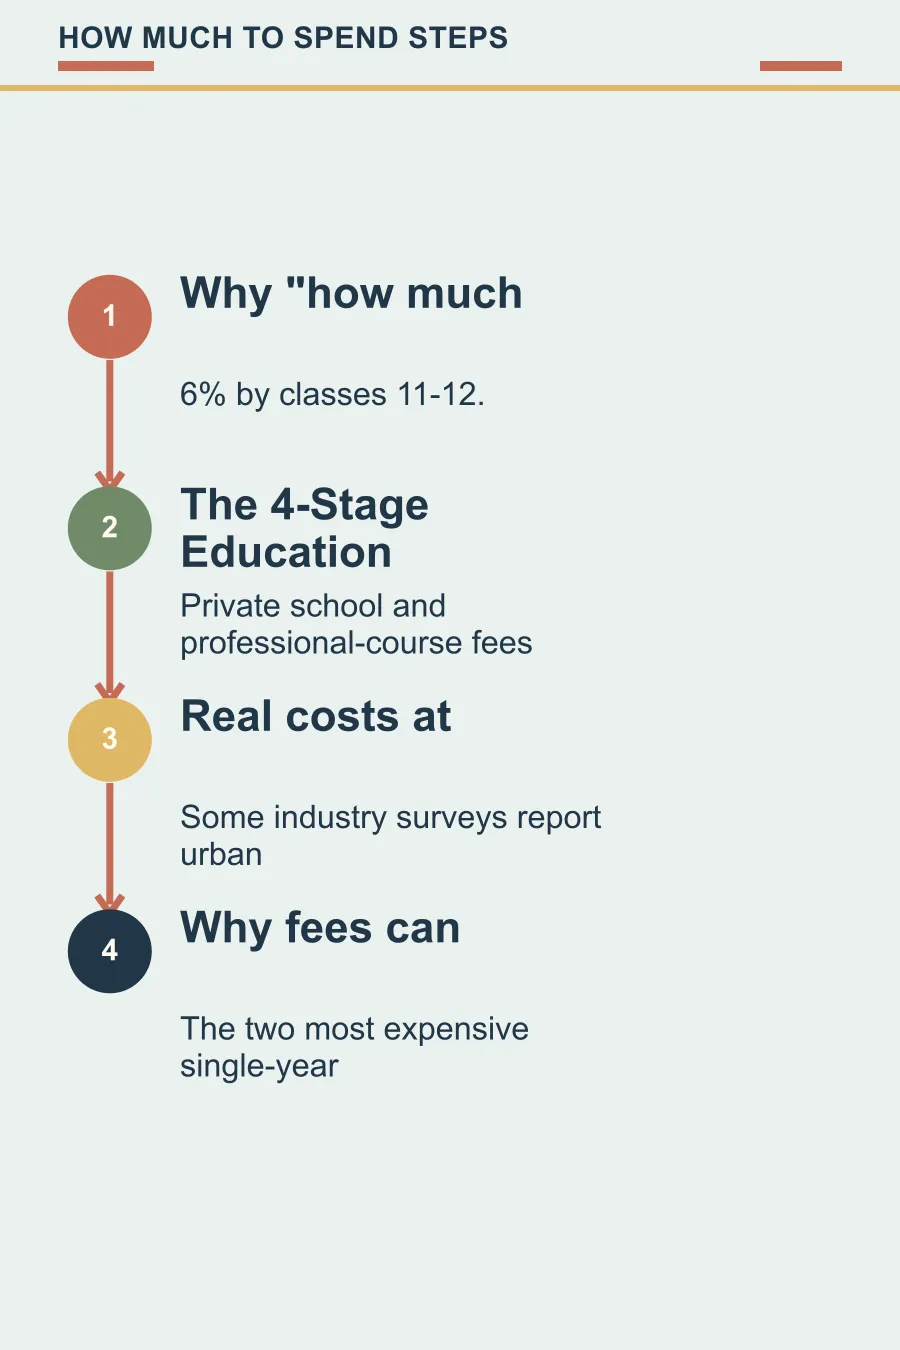 HOW MUCH TO SPEND STEPS
1
Why "how much
6% by classes 11-12.
2
The 4-Stage
Education
Private school and
professional-course fees
3
Real costs at
Some industry surveys report
urban
4
Why fees can
The two most expensive
single-year